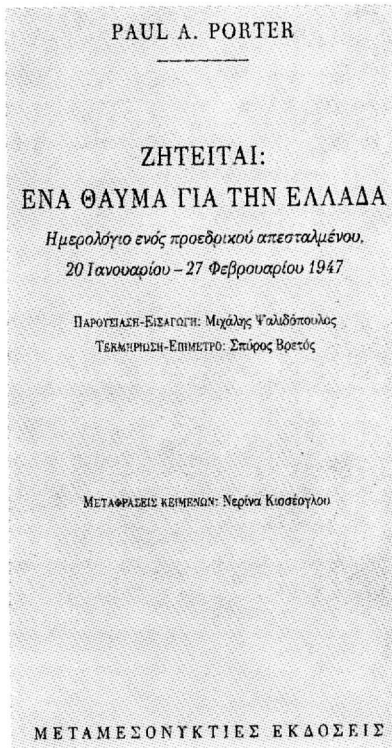 PAUL A. PORTER
ΖΗΤΕΙΤΑΙ:
ΕΝΑ ΘΑΥΜΑ ΓΙΑ ΤΗΝ ΕΛΛΑΔΑ
Ημερολόγιο ενός προεδρικού απεσταλμένου,
20 Ιανουαρίου – 27 Φεβρουαρίου 1947
ΠΑΡΟΥΣΙΑΣΗ-ΕΙΣΑΓΩΓΗ: Μιχάλης Ψαλιδόπουλος
ΤΕΚΜΗΡΙΩΣΗ-ΕΠΙΜΕΤΡΟ: Σπύρος Βρετός
ΜΕΤΑΦΡΑΣΕΙΣ ΚΕΙΜΕΝΩΝ: Νερίνα Κιοσέογλου
ΜΕΤΑΜΕΣΟΝΥΚΤΙΕΣ ΕΚΔΟΣΕΙΣ